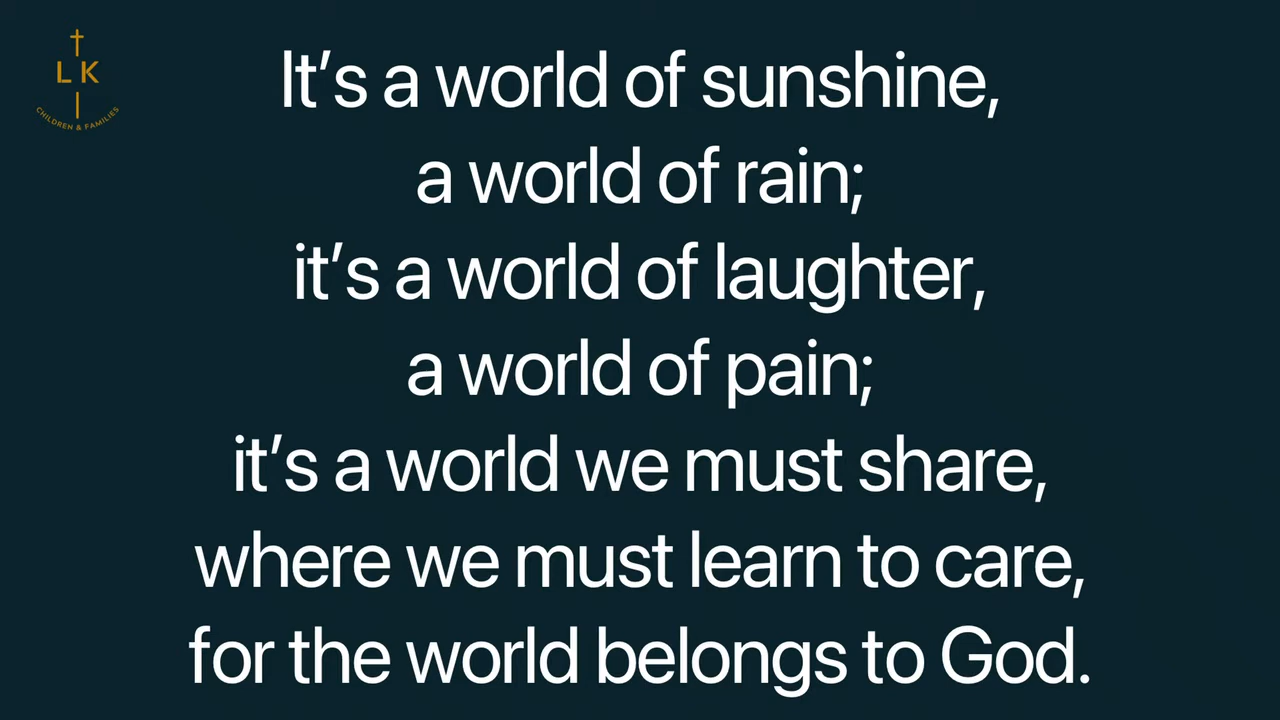 L K
CHILDREN & FAMILIES
It’s a world of sunshine,
a world of rain;
it’s a world of laughter,
a world of pain;
it’s a world we must share,
where we must learn to care,
for the world belongs to God.